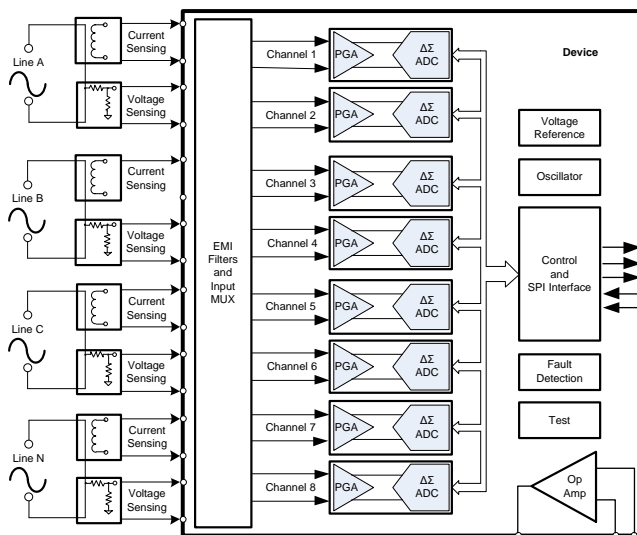 Line A
Current
Sensing
Voltage
Sensing
Line B
Current
Sensing
Voltage
Sensing
Line C
Current
Sensing
Voltage
Sensing
Line N
Current
Sensing
Voltage
Sensing
EMI
Filters
and
Input
MUX
Channel 1
PGA
ΔΣ
ADC
Channel 2
PGA
ΔΣ
ADC
Channel 3
PGA
ΔΣ
ADC
Channel 4
PGA
ΔΣ
ADC
Channel 5
PGA
ΔΣ
ADC
Channel 6
PGA
ΔΣ
ADC
Channel 7
PGA
ΔΣ
ADC
Channel 8
PGA
ΔΣ
ADC
Device
Voltage
Reference
Oscillator
Control
and
SPI Interface
Fault
Detection
Test
Op
Amp